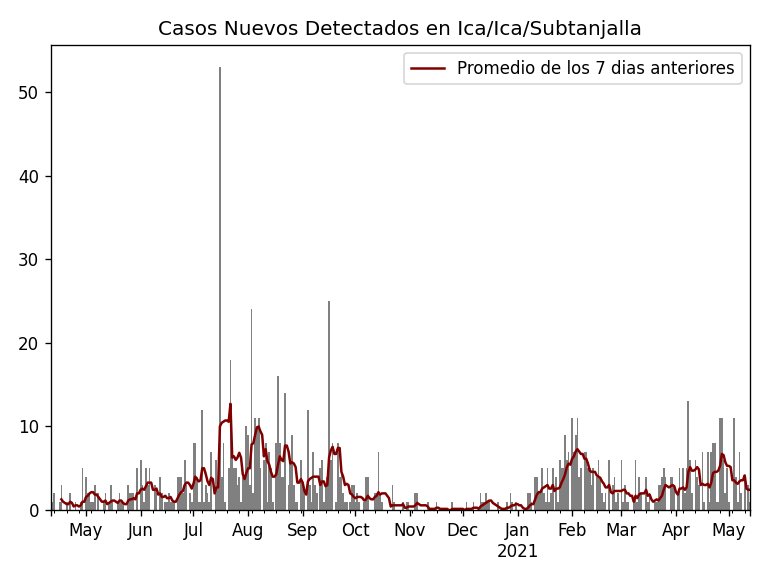 Casos Nuevos Detectados en Ica/Ica/Subtanjalla
Promedio de los 7 dias anteriores
50
40
30
20
10
0
May Jun Jul Aug Sep Oct Nov Dec Jan Feb Mar Apr May
2021